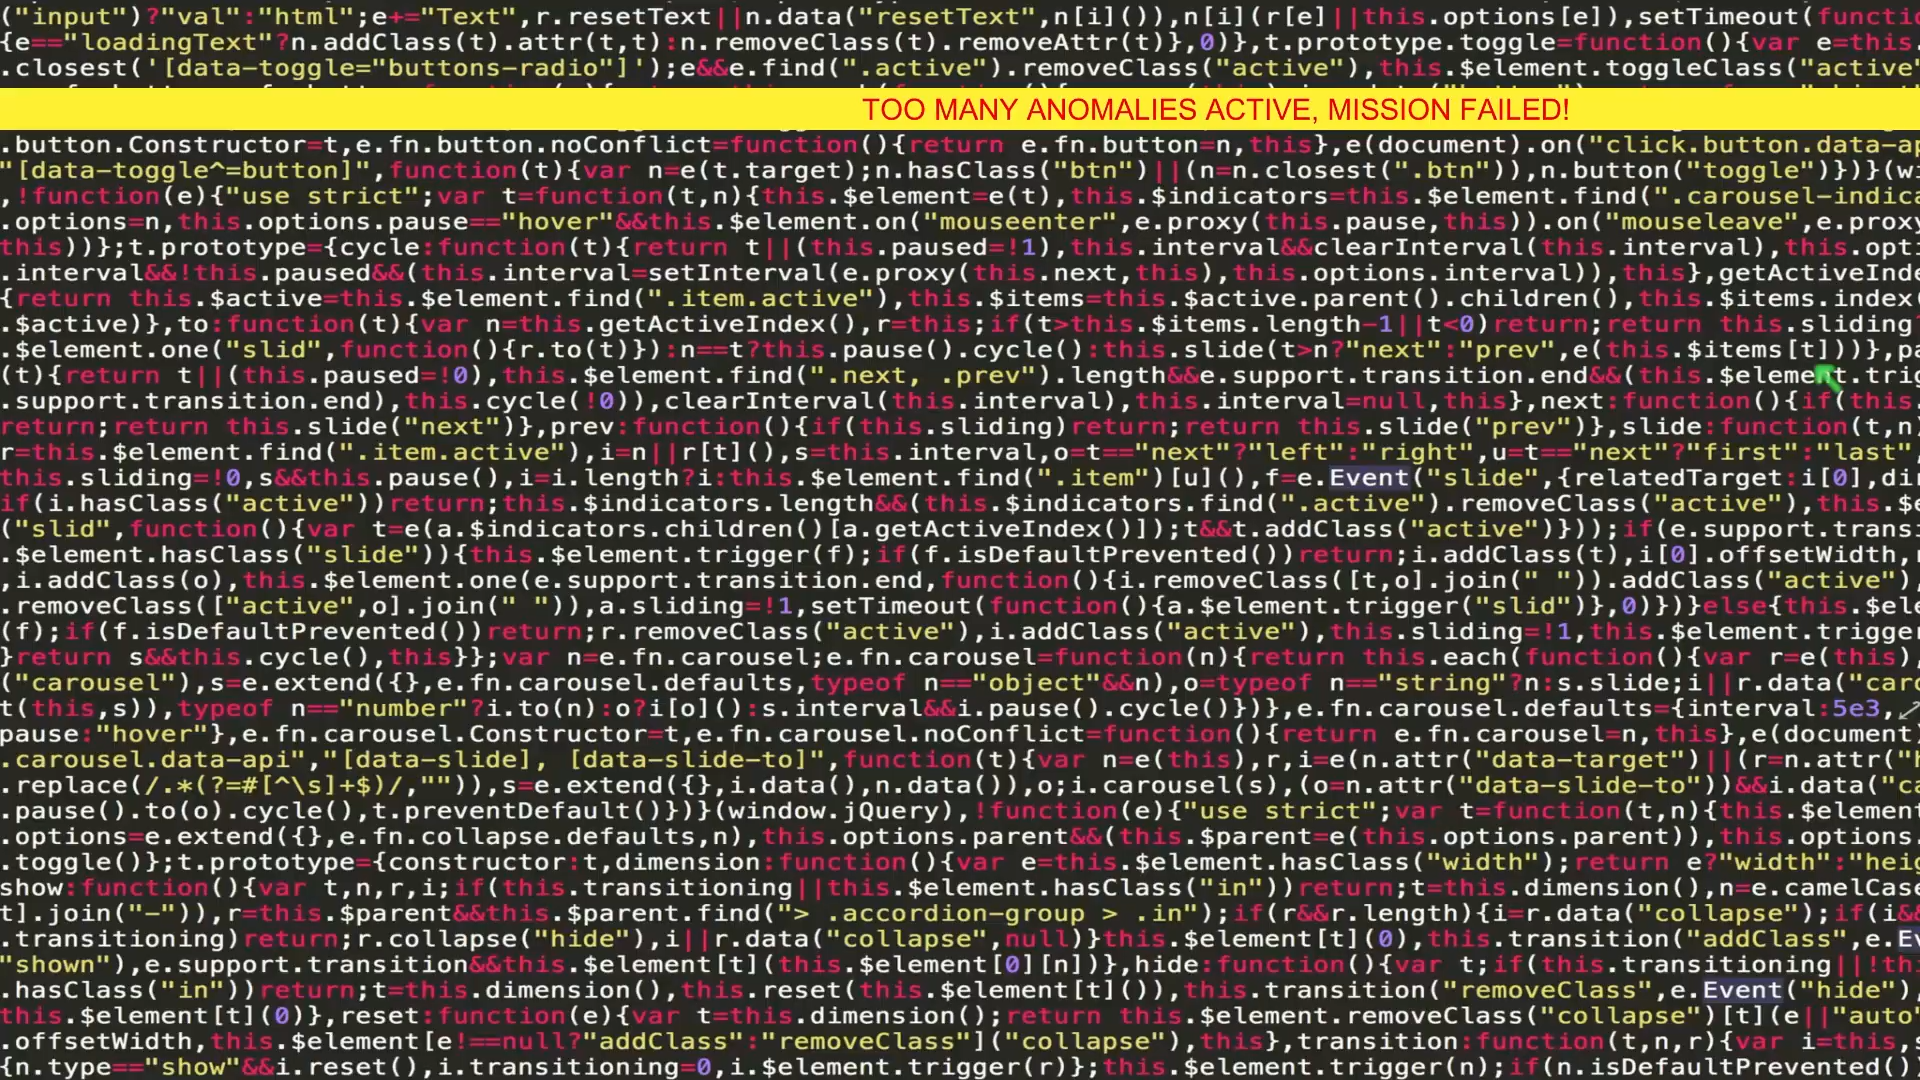 ("input")?"val":"html";e+="Text",r.resetText||n.data("resetText",n[i]()),n[i](r[e]||this.options[e]),setTimeout(functio
{e=="loadingText"?n.addClass(t).attr(t,t):n.removeClass(t).removeAttr(t)},0)},t.prototype.toggle=function(){var e=this.
.closest('[data-toggle="buttons-radio"]');e&&e.find(".active").removeClass("active"),this.$element.toggleClass("active"
TOO MANY ANOMALIES ACTIVE, MISSION FAILED!
.button.Constructor=t,e.fn.button.noConflict=function(){return e.fn.button=n,this},e(document).on("click.button.data-ap
"[data-toggle^=button]",function(t){var n=e(t.target);n.hasClass("btn")||(n=n.closest(".btn")),n.button("toggle")})}(wi
,!function(e){"use strict";var t=function(t,n){this.$element=e(t),this.$indicators=this.$element.find(".carousel-indica
.options=n,this.options.pause=="hover"&&this.$element.on("mouseenter",e.proxy(this.pause,this)).on("mouseleave",e.proxy
this))};t.prototype={cycle:function(t){return t||(this.paused=!1),this.interval&&clearInterval(this.interval),this.opti
.interval&&!this.paused&&(this.interval=setInterval(e.proxy(this.next,this),this.options.interval)),this},getActiveInde
{return this.$active=this.$element.find(".item.active"),this.$items=this.$active.parent().children(),this.$items.index(
.$active)},to:function(t){var n=this.getActiveIndex(),r=this;if(t>this.$items.length-1||t<0)return;return this.sliding?
.$element.one("slid",function(){r.to(t)}):n==t?this.pause().cycle():this.slide(t>n?"next":"prev",e(this.$items[t]))},pa
(t){return t||(this.paused=!0),this.$element.find(".next, .prev").length&&e.support.transition.end&&(this.$element.trig
.support.transition.end),this.cycle(!0)),clearInterval(this.interval),this.interval=null,this},next:function(){if(this.
return;return this.slide("next")},prev:function(){if(this.sliding)return;return this.slide("prev")},slide:function(t,n)
r=this.$element.find(".item.active"),i=n||r[t](),s=this.interval,o=t=="next"?"left":"right",u=t=="next"?"first":"last",
this.sliding=!0,s&&this.pause(),i=i.length?i:this.$element.find(".item")[u](),f=e.Event("slide",{relatedTarget:i[0],dir
if(i.hasClass("active"))return;this.$indicators.length&&(this.$indicators.find(".active").removeClass("active"),this.$e
("slid",function(){var t=e(a.$indicators.children()[a.getActiveIndex()]);t&&t.addClass("active")}));if(e.support.transi
.$element.hasClass("slide")){this.$element.trigger(f);if(f.isDefaultPrevented())return;i.addClass(t),i[0].offsetWidth,r
,i.addClass(o),this.$element.one(e.support.transition.end,function(){i.removeClass([t,o].join(" ")).addClass("active")
.removeClass(["active",o].join(" ")),a.sliding=!1,setTimeout(function(){a.$element.trigger("slid")},0)})}else{this.$ele
(f);if(f.isDefaultPrevented())return;r.removeClass("active"),i.addClass("active"),this.sliding=!1,this.$element.trigger
}return s&&this.cycle(),this}};var n=e.fn.carousel;e.fn.carousel=function(n){return this.each(function(){var r=e(this),
("carousel"),s=e.extend({},e.fn.carousel.defaults,typeof n=="object"&&n),o=typeof n=="string"?n:s.slide;i||r.data("caro
t(this,s)),typeof n=="number"?i.to(n):o?i[o]():s.interval&&i.pause().cycle()})},e.fn.carousel.defaults={interval:5e3,
pause:"hover"},e.fn.carousel.Constructor=t,e.fn.carousel.noConflict=function(){return e.fn.carousel=n,this},e(document)
.carousel.data-api","[data-slide], [data-slide-to]",function(t){var n=e(this),r,i=e(n.attr("data-target")||(r=n.attr("h
.replace(/.*(?=#[^\s]+$)/,"")),s=e.extend({},i.data(),n.data()),o;i.carousel(s),(o=n.attr("data-slide-to"))&&i.data("ca
.pause().to(o).cycle(),t.preventDefault()})}(window.jQuery),!function(e){"use strict";var t=function(t,n){this.$element
.options=e.extend({},e.fn.collapse.defaults,n),this.options.parent&&(this.$parent=e(this.options.parent)),this.options.
.toggle()};t.prototype={constructor:t,dimension:function(){var e=this.$element.hasClass("width");return e?"width":"heig
show:function(){var t,n,r,i;if(this.transitioning||this.$element.hasClass("in"))return;t=this.dimension(),n=e.camelCase
t].join("-")),r=this.$parent&&this.$parent.find("> .accordion-group > .in");if(r&&r.length){i=r.data("collapse");if(i&&
.transitioning)return;r.collapse("hide"),i||r.data("collapse",null)}this.$element[t](0),this.transition("addClass",e.Ev
"shown"),e.support.transition&&this.$element[t](this.$element[0][n])},hide:function(){var t;if(this.transitioning||!thi
.hasClass("in"))return;t=this.dimension(),this.reset(this.$element[t]()),this.transition("removeClass",e.Event("hide"),
this.$element[t](0)},reset:function(e){var t=this.dimension();return this.$element.removeClass("collapse")[t](e||"auto"
.offsetWidth,this.$element[e!==null?"addClass":"removeClass"]("collapse"),this},transition:function(t,n,r){var i=this,s
{n.type=="show"&&i.reset(),i.transitioning=0,i.$element.trigger(r)};this.$element.trigger(n);if(n.isDefaultPrevented()